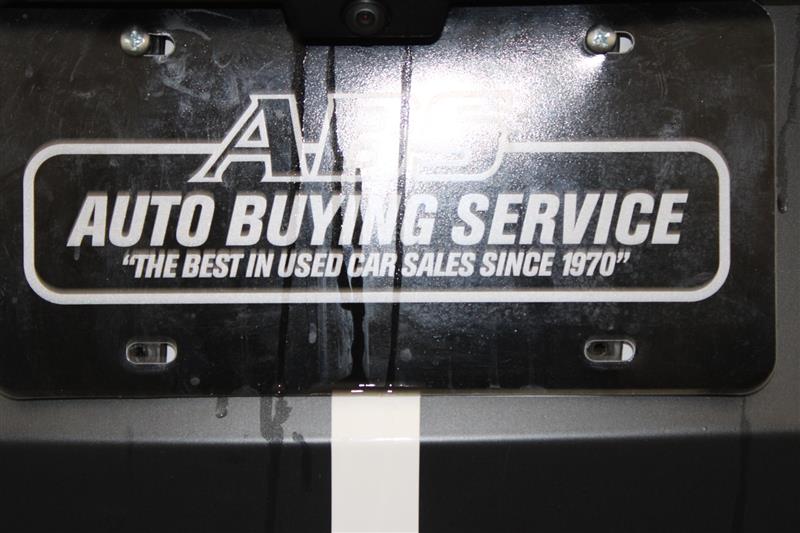 ABS
AUTO BUYING SERVICE
"THE BEST IN USED CAR SALES SINCE 1970"